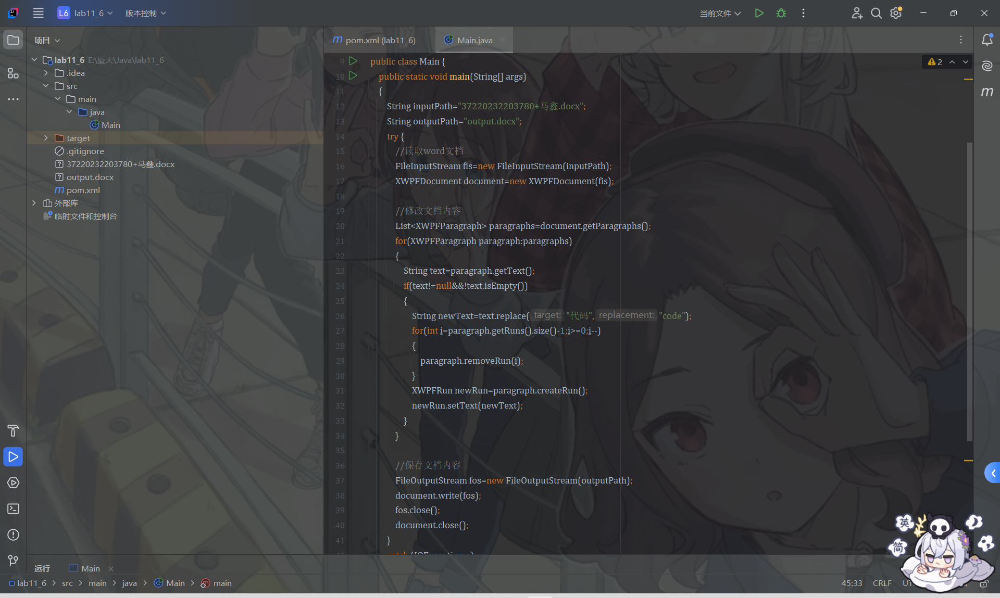 L6 lab11_6 版本控制 当前文件
项目
pom.xml (lab11_6) Main.java
lab11_6 E:\厦大\Java\lab11_6
.idea
src
main
java
Main
target
.gitignore
37220232203780+马鑫.docx
output.docx
pom.xml
外部库
临时文件和控制台
2
9 public class Main {
10 public static void main(String[] args)
11 {
12 String inputPath="37220232203780+马鑫.docx";
13 String outputPath="output.docx";
14 try {
15 //读取word文档
16 FileInputStream fis=new FileInputStream(inputPath);
17 XWPFDocument document=new XWPFDocument(fis);
18
19 //修改文档内容
20 List<XWPFParagraph> paragraphs=document.getParagraphs();
21 for(XWPFParagraph paragraph:paragraphs)
22 {
23 String text=paragraph.getText();
24 if(text!=null&&!text.isEmpty())
25 {
26 String newText=text.replace( target: "代码", replacement: "code");
27 for(int i=paragraph.getRuns().size()-1;i>=0;i--)
28 {
29 paragraph.removeRun(i);
30 }
31 XWPFRun newRun=paragraph.createRun();
32 newRun.setText(newText);
33 }
34 }
35
36 //保存文档内容
37 FileOutputStream fos=new FileOutputStream(outputPath);
38 document.write(fos);
39 fos.close();
40 document.close();
41 }
catch (IOException e)
英
简
运行 Main
lab11_6 > src > main > java > Main > main
45:33 CRLF